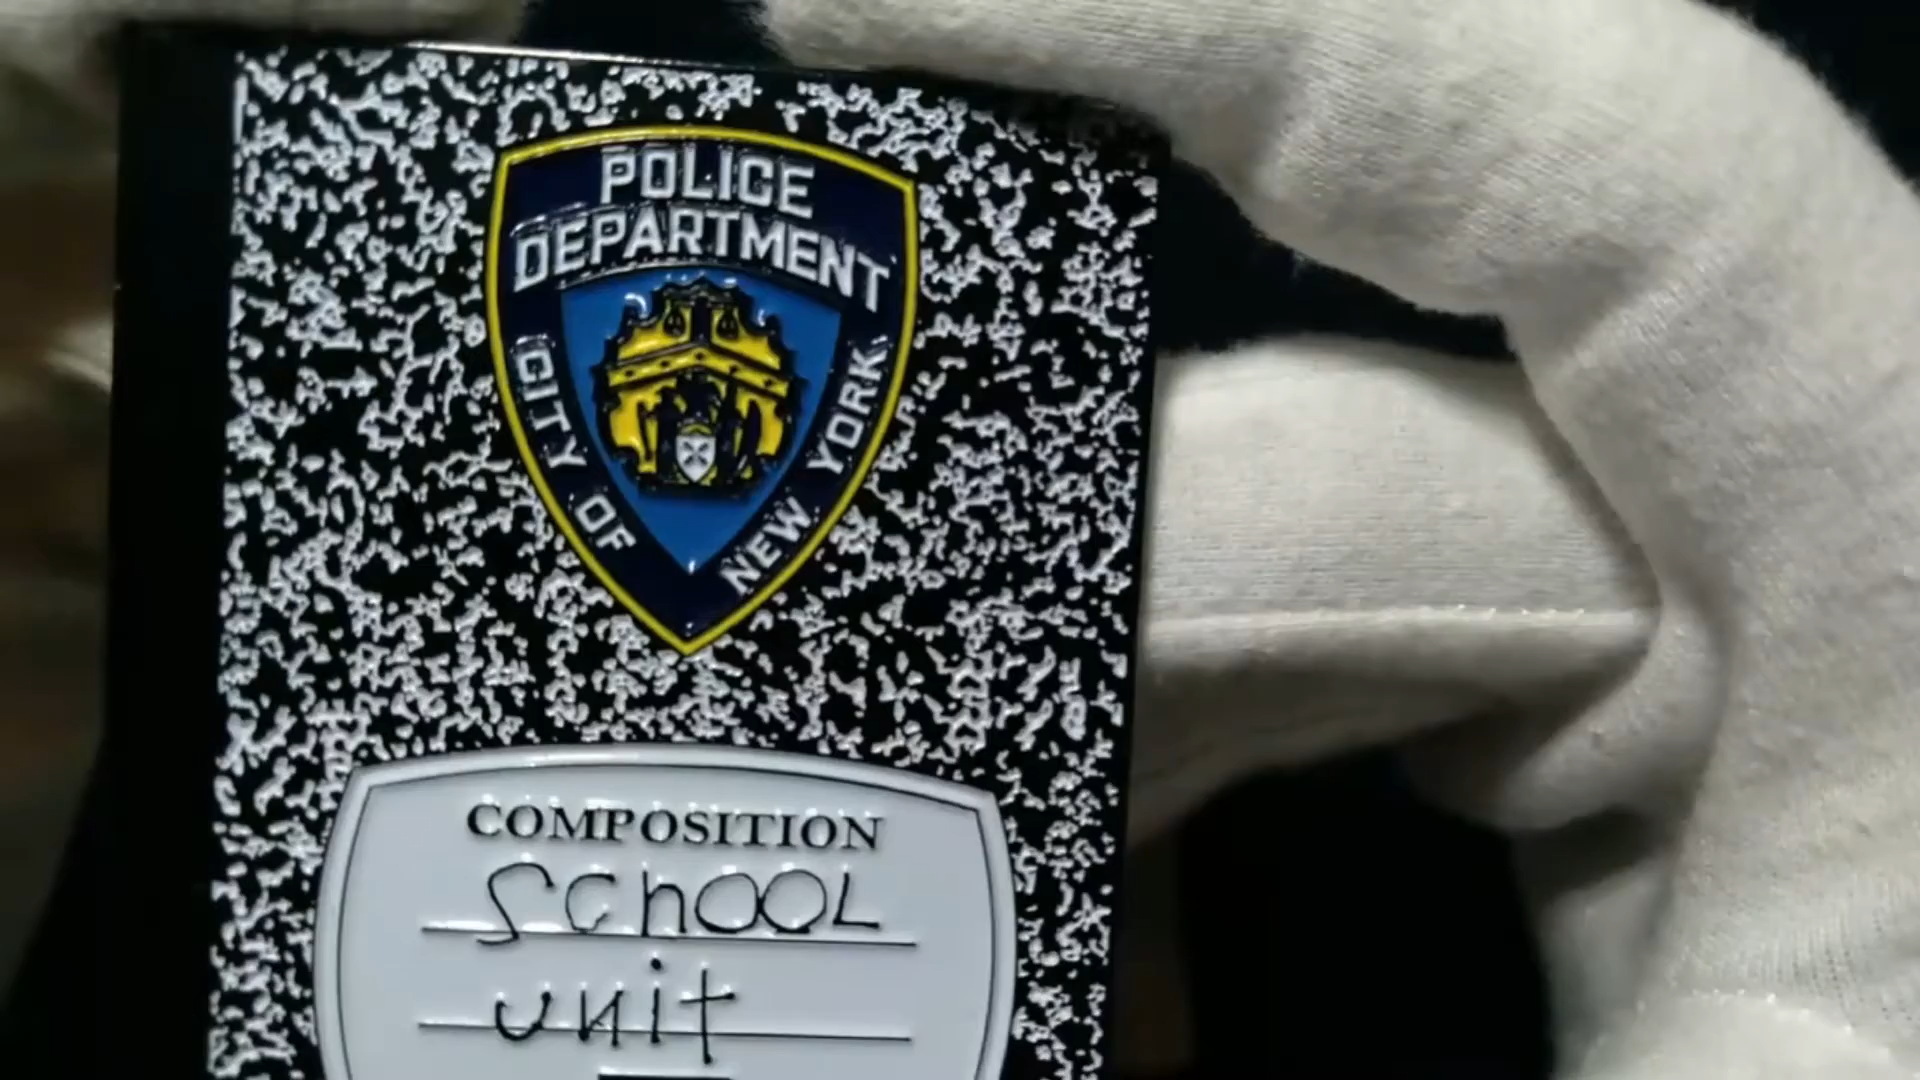 POLICE
DEPARTMENT
CITY OF
NEW YORK
COMPOSITION
SchOOL
unit